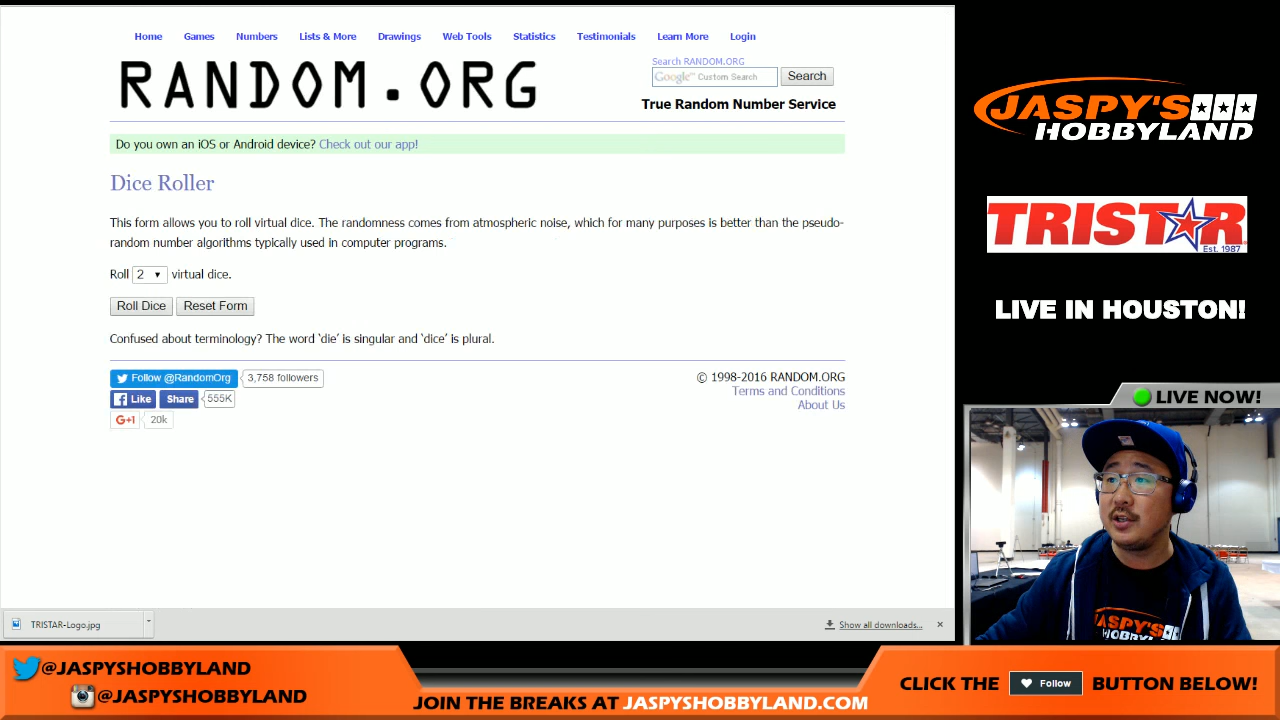 Home Games Numbers Lists & More Drawings Web Tools Statistics Testimonials Learn More Login
RANDOM.ORG
Search RANDOM.ORG
Google™ Custom Search Search
True Random Number Service
Do you own an iOS or Android device? Check out our app!
Dice Roller
This form allows you to roll virtual dice. The randomness comes from atmospheric noise, which for many purposes is better than the pseudo-
random number algorithms typically used in computer programs.
Roll 2 virtual dice.
Roll Dice Reset Form
Confused about terminology? The word ‘die’ is singular and ‘dice’ is plural.
Follow @RandomOrg 3,758 followers
Like Share 555K
G+1 20k
© 1998-2016 RANDOM.ORG
Terms and Conditions
About Us
TRISTAR-Logo.jpg
Show all downloads...
JASPY'S
HOBBYLAND
TRISTAR
Est. 1987
LIVE IN HOUSTON!
LIVE NOW!
JASPY'S
HOBBYLAND
@JASPYSHOBBYLAND
@JASPYSHOBBYLAND
JOIN THE BREAKS AT JASPYSHOBBYLAND.COM
CLICK THE Follow BUTTON BELOW!